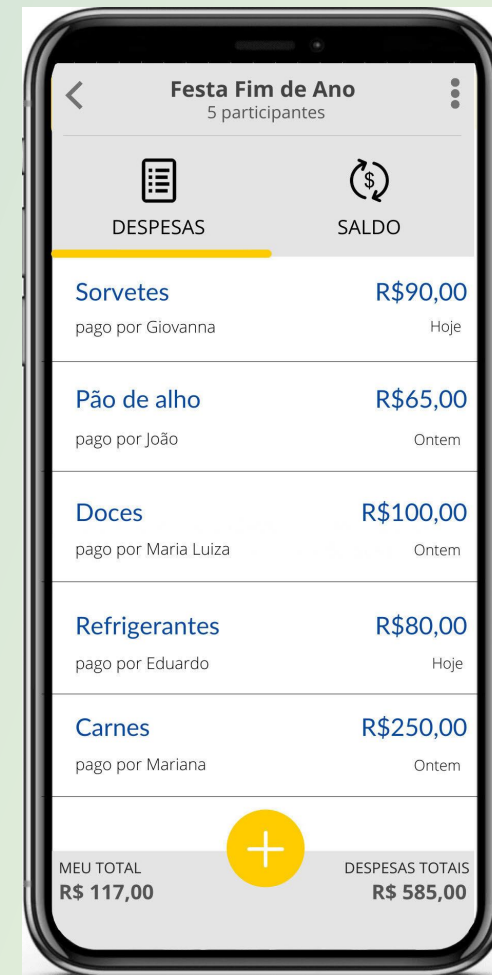 Festa Fim de Ano
5 participantes
DESPESAS
SALDO
Sorvetes
R$90,00
pago por Giovanna
Hoje
Pão de alho
R$65,00
pago por João
Ontem
Doces
R$100,00
pago por Maria Luiza
Ontem
Refrigerantes
R$80,00
pago por Eduardo
Hoje
Carnes
R$250,00
pago por Mariana
Ontem
MEU TOTAL
R$ 117,00
DESPESAS TOTAIS
R$ 585,00